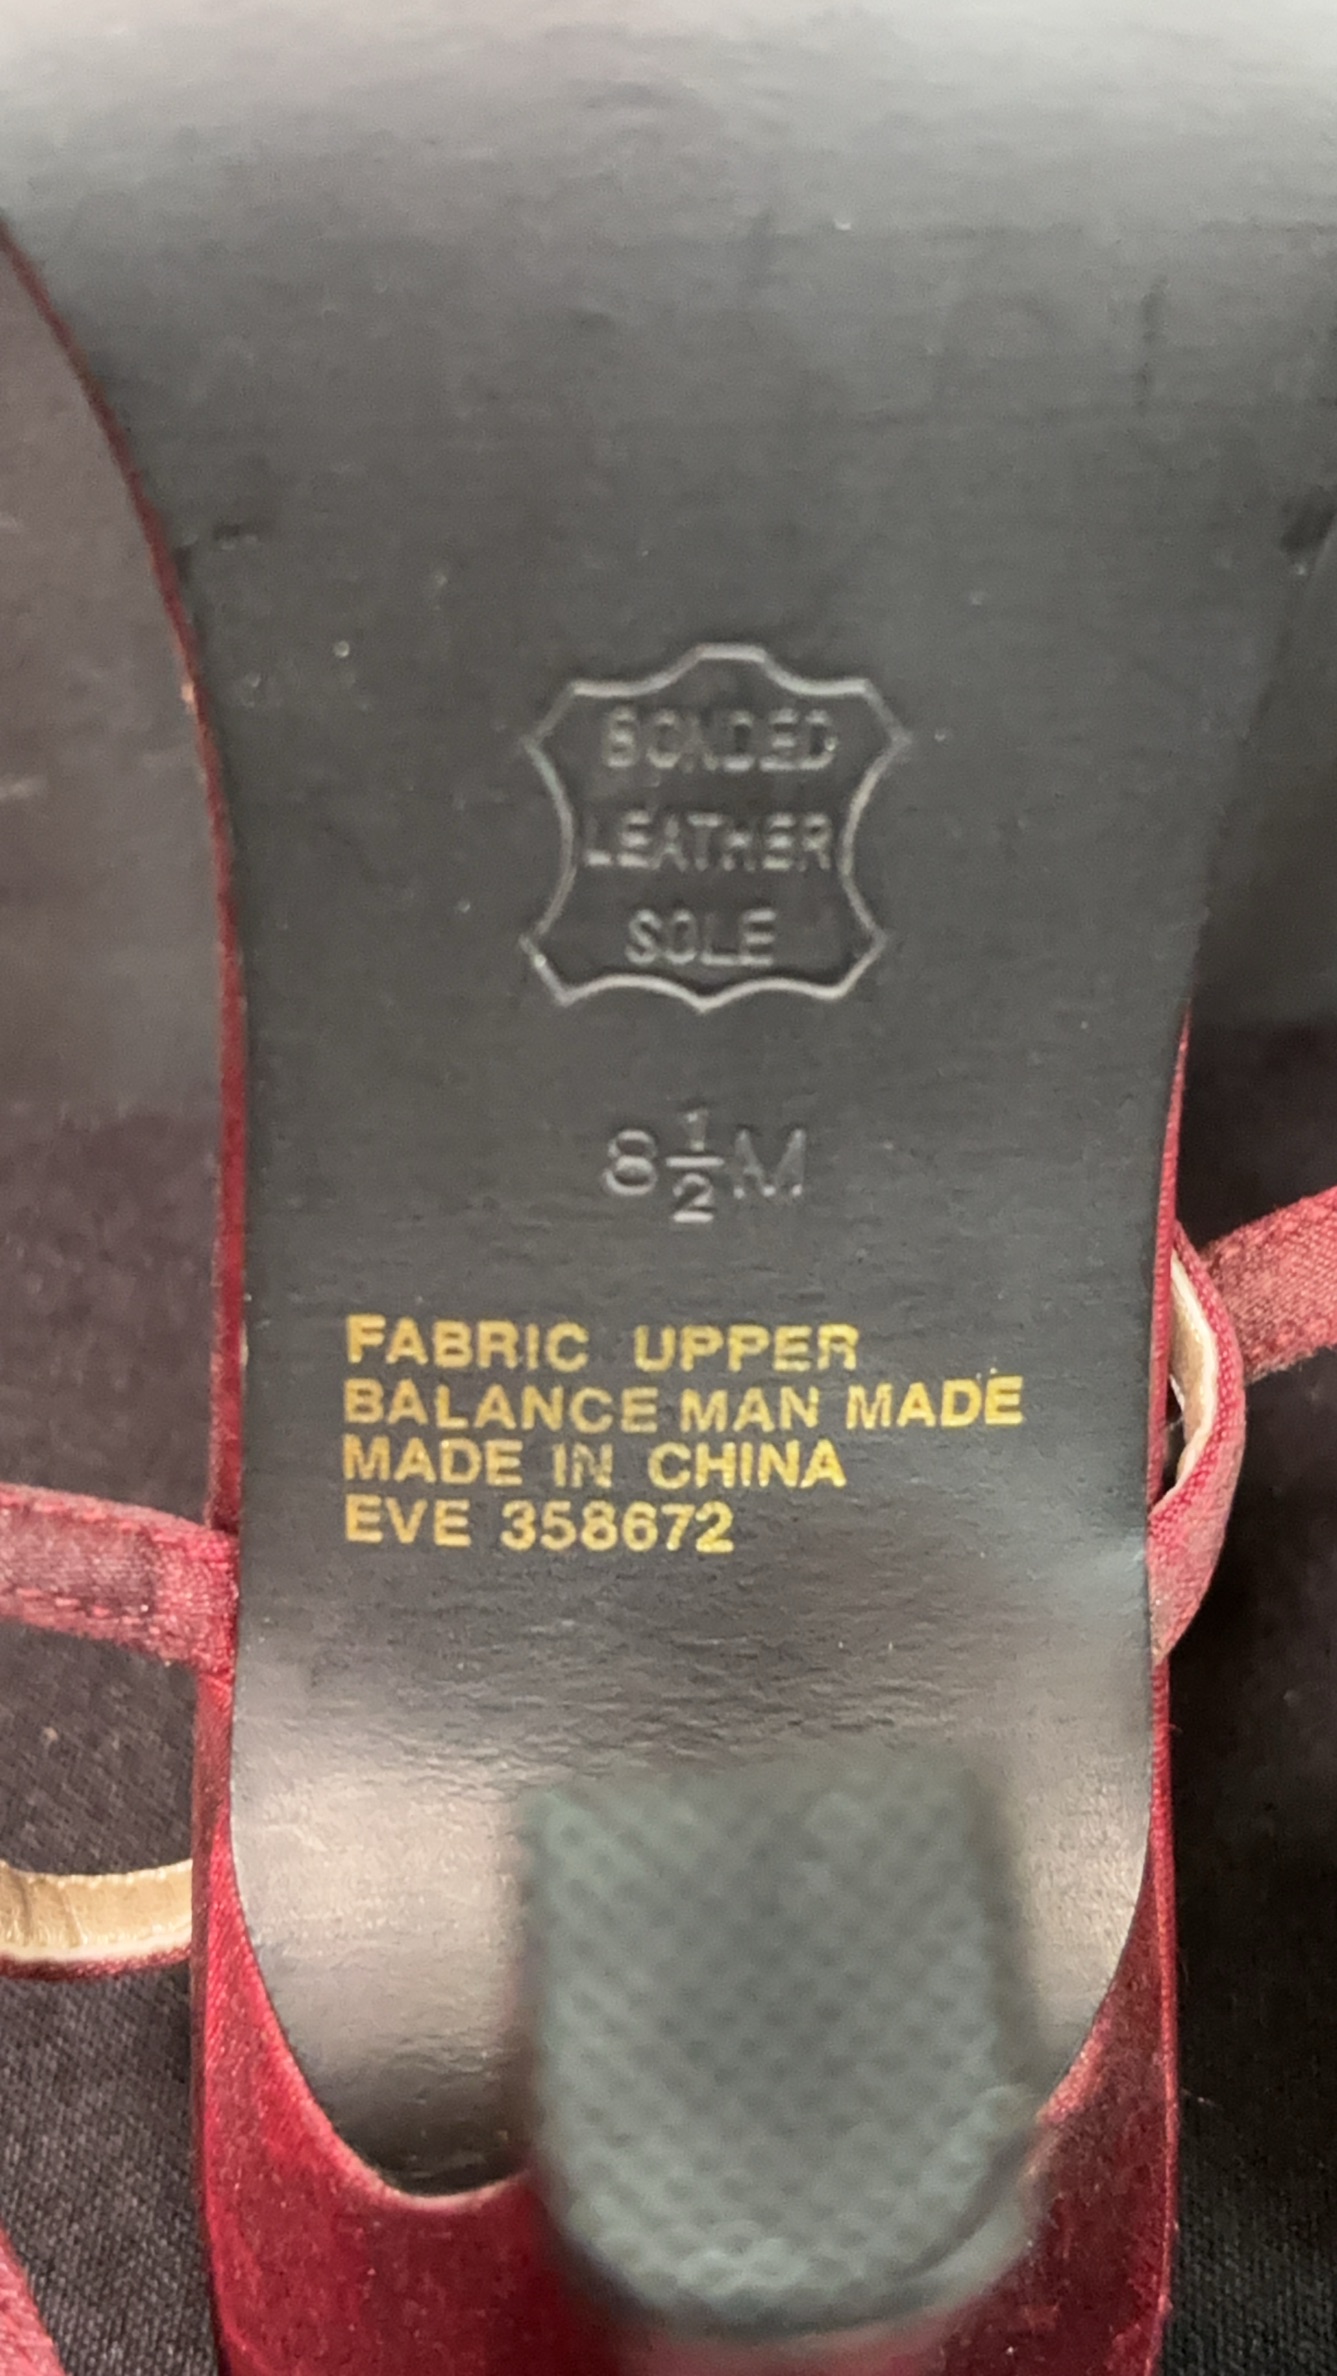 BONDED
LEATHER
SOLE
8½M
FABRIC UPPER
BALANCE MAN MADE
MADE IN CHINA
EVE 358672